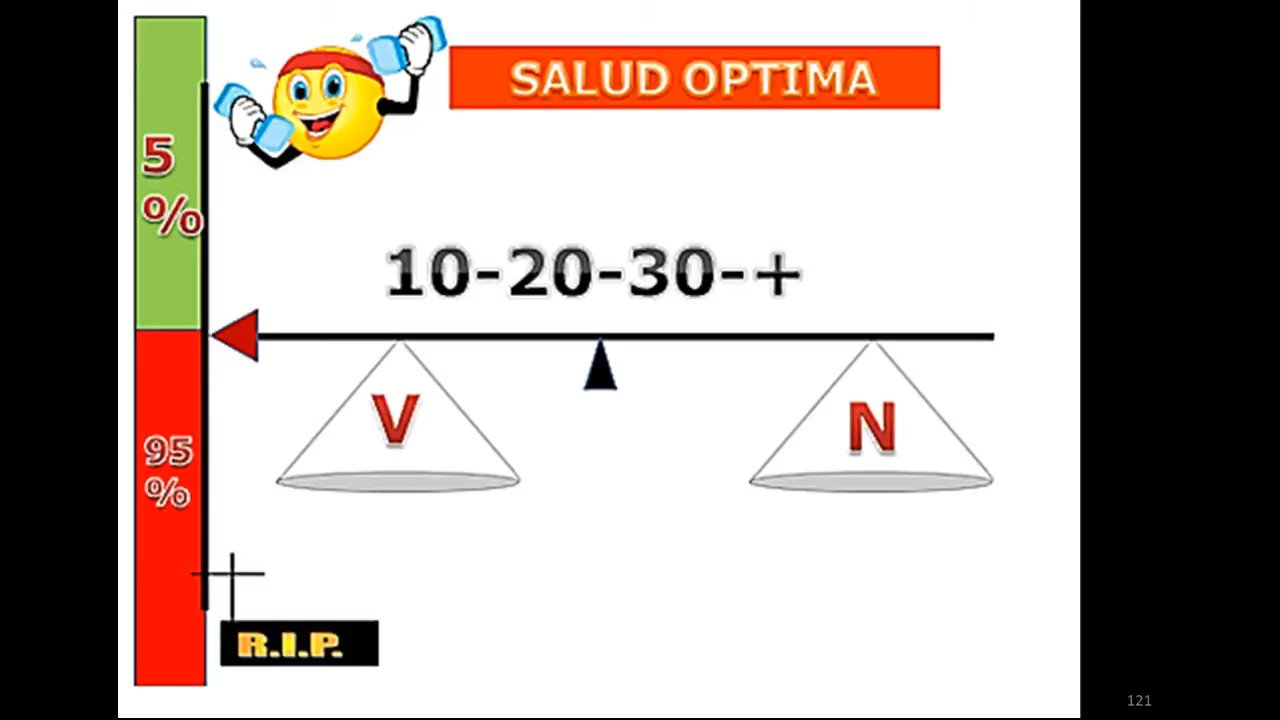 SALUD OPTIMA
5
%
10-20-30-+
V
N
95
%
R.I.P.
121